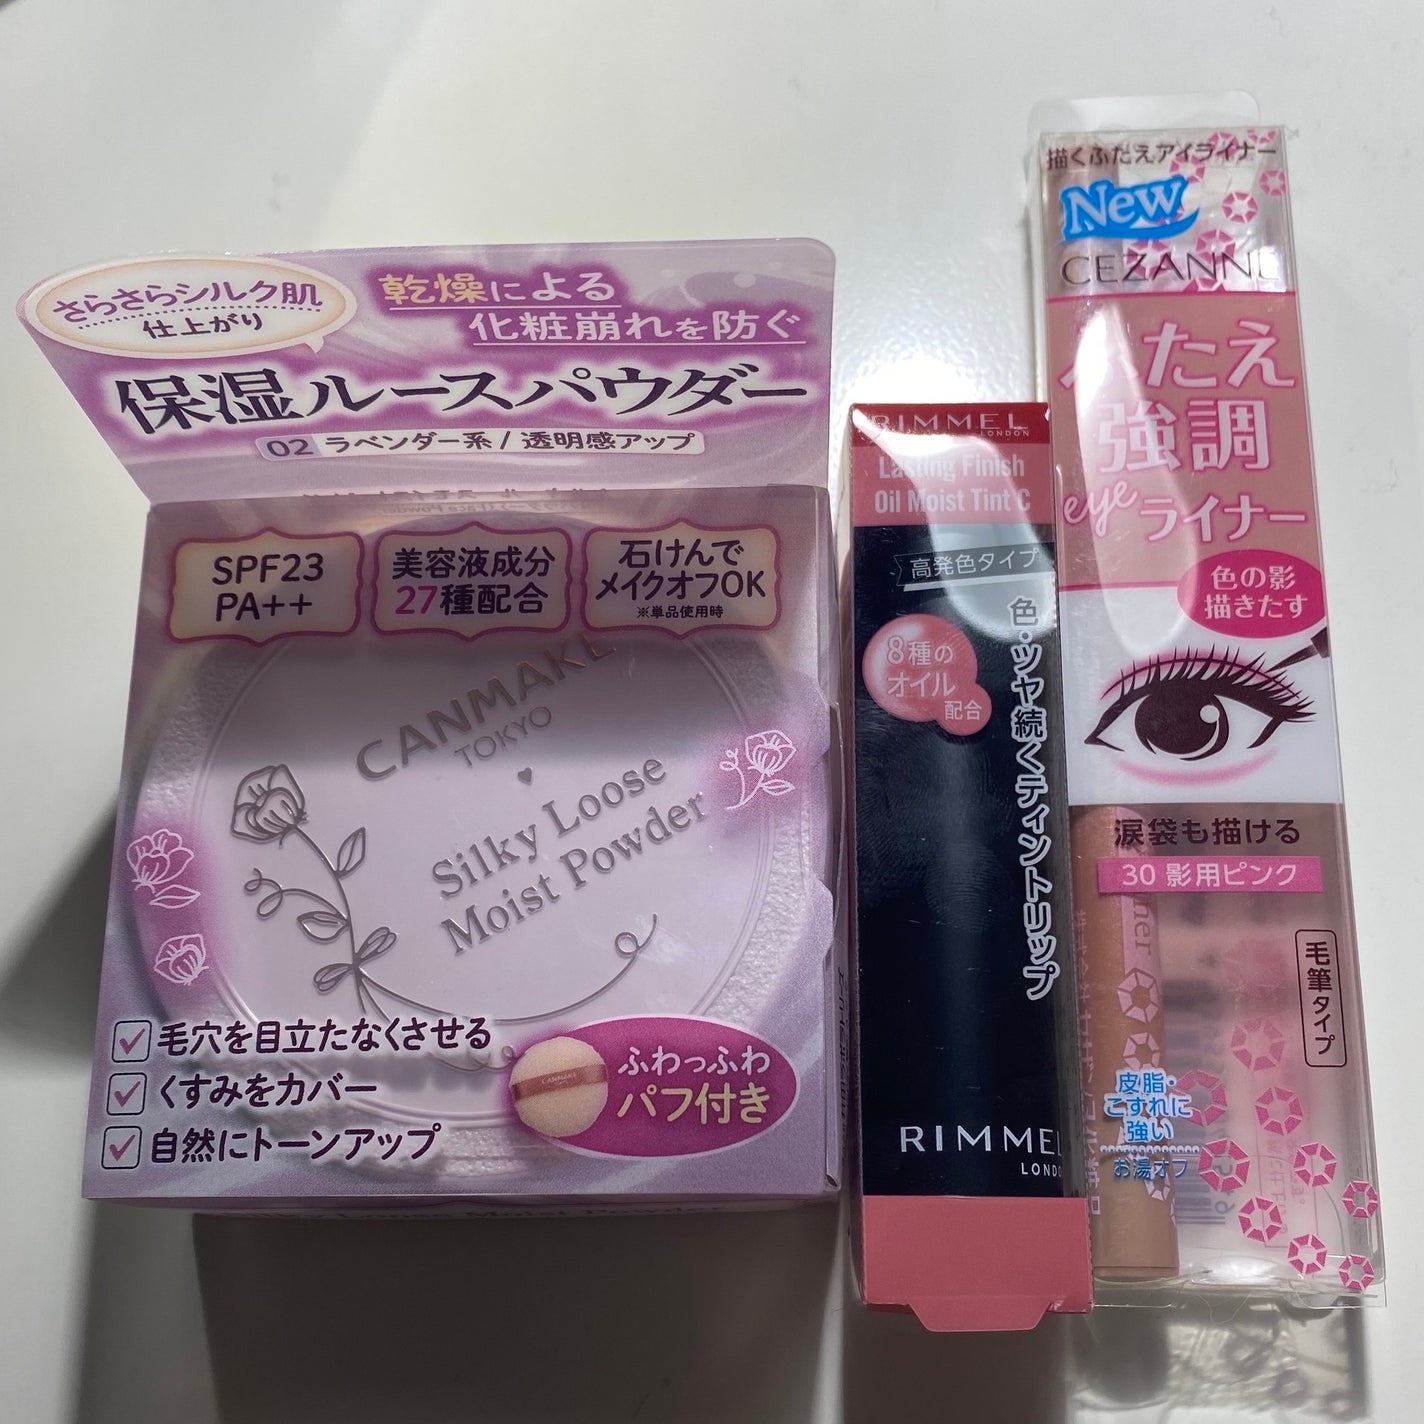 さらさらシルク肌
仕上がり
乾燥による
化粧崩れを防ぐ
保湿ルースパウダー
02 ラベンダー系 / 透明感アップ
SPF23
PA++
美容液成分
27種配合
石けんで
メイクオフOK
※単品使用時
CANMAKE
TOKYO
Silky Loose
Moist Powder
毛穴を目立たなくさせる
くすみをカバー
自然にトーンアップ
CANMAKE
ふわっふわ
パフ付き
RIMMEL
LONDON
Lasting Finish
Oil Moist Tint C
高発色タイプ
8種の
オイル
配合
色・ツヤ続くティントリップ
RIMMEL
描くふたえアイライナー
New
CEZANNE
ふたえ
強調
eyeライナー
色の影
描きたす
涙袋も描ける
30 影用ピンク
毛筆タイプ
皮脂・
こすれに
強い
お湯オフ